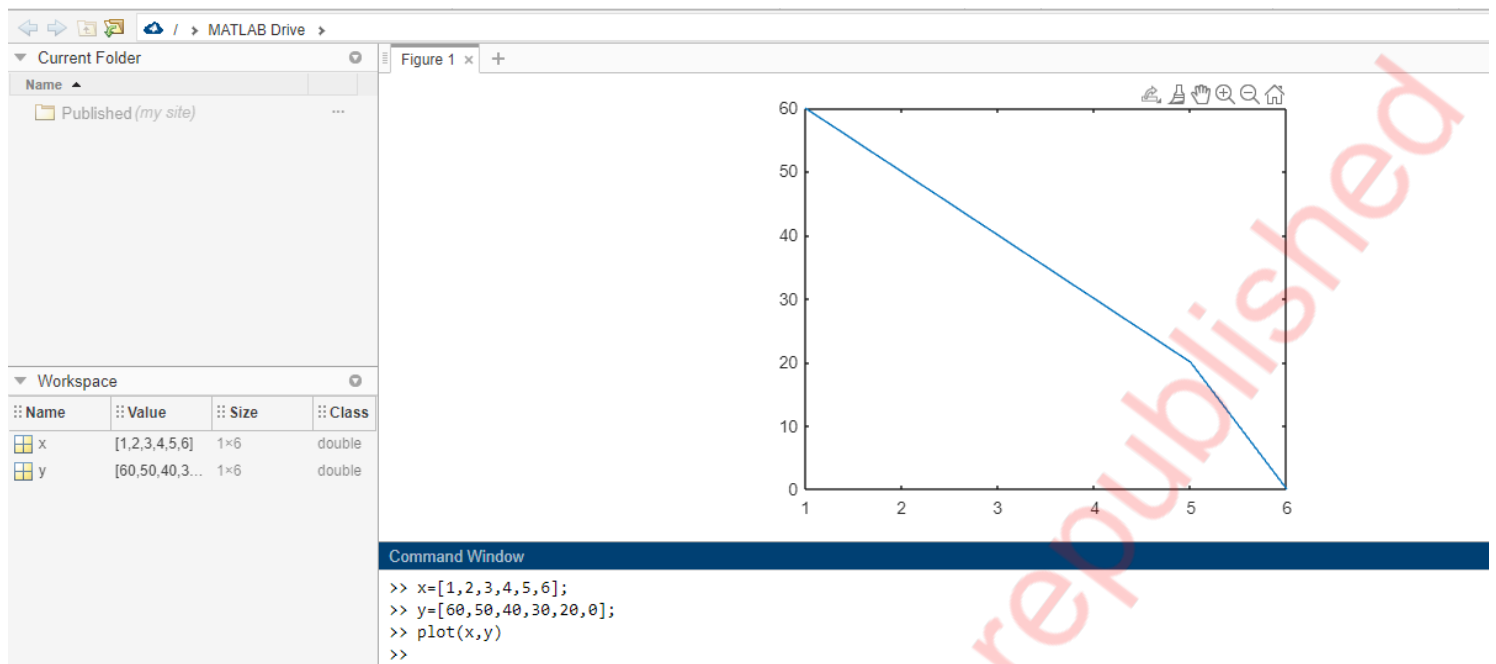 / > MATLAB Drive >
Current Folder
Name
Published (my site)
Figure 1 × +
60
50
40
30
20
10
0
1 2 3 4 5 6
Workspace
Name Value Size Class
x [1,2,3,4,5,6] 1×6 double
y [60,50,40,3... 1×6 double
Command Window
>> x=[1,2,3,4,5,6];
>> y=[60,50,40,30,20,0];
>> plot(x,y)
>>
republished